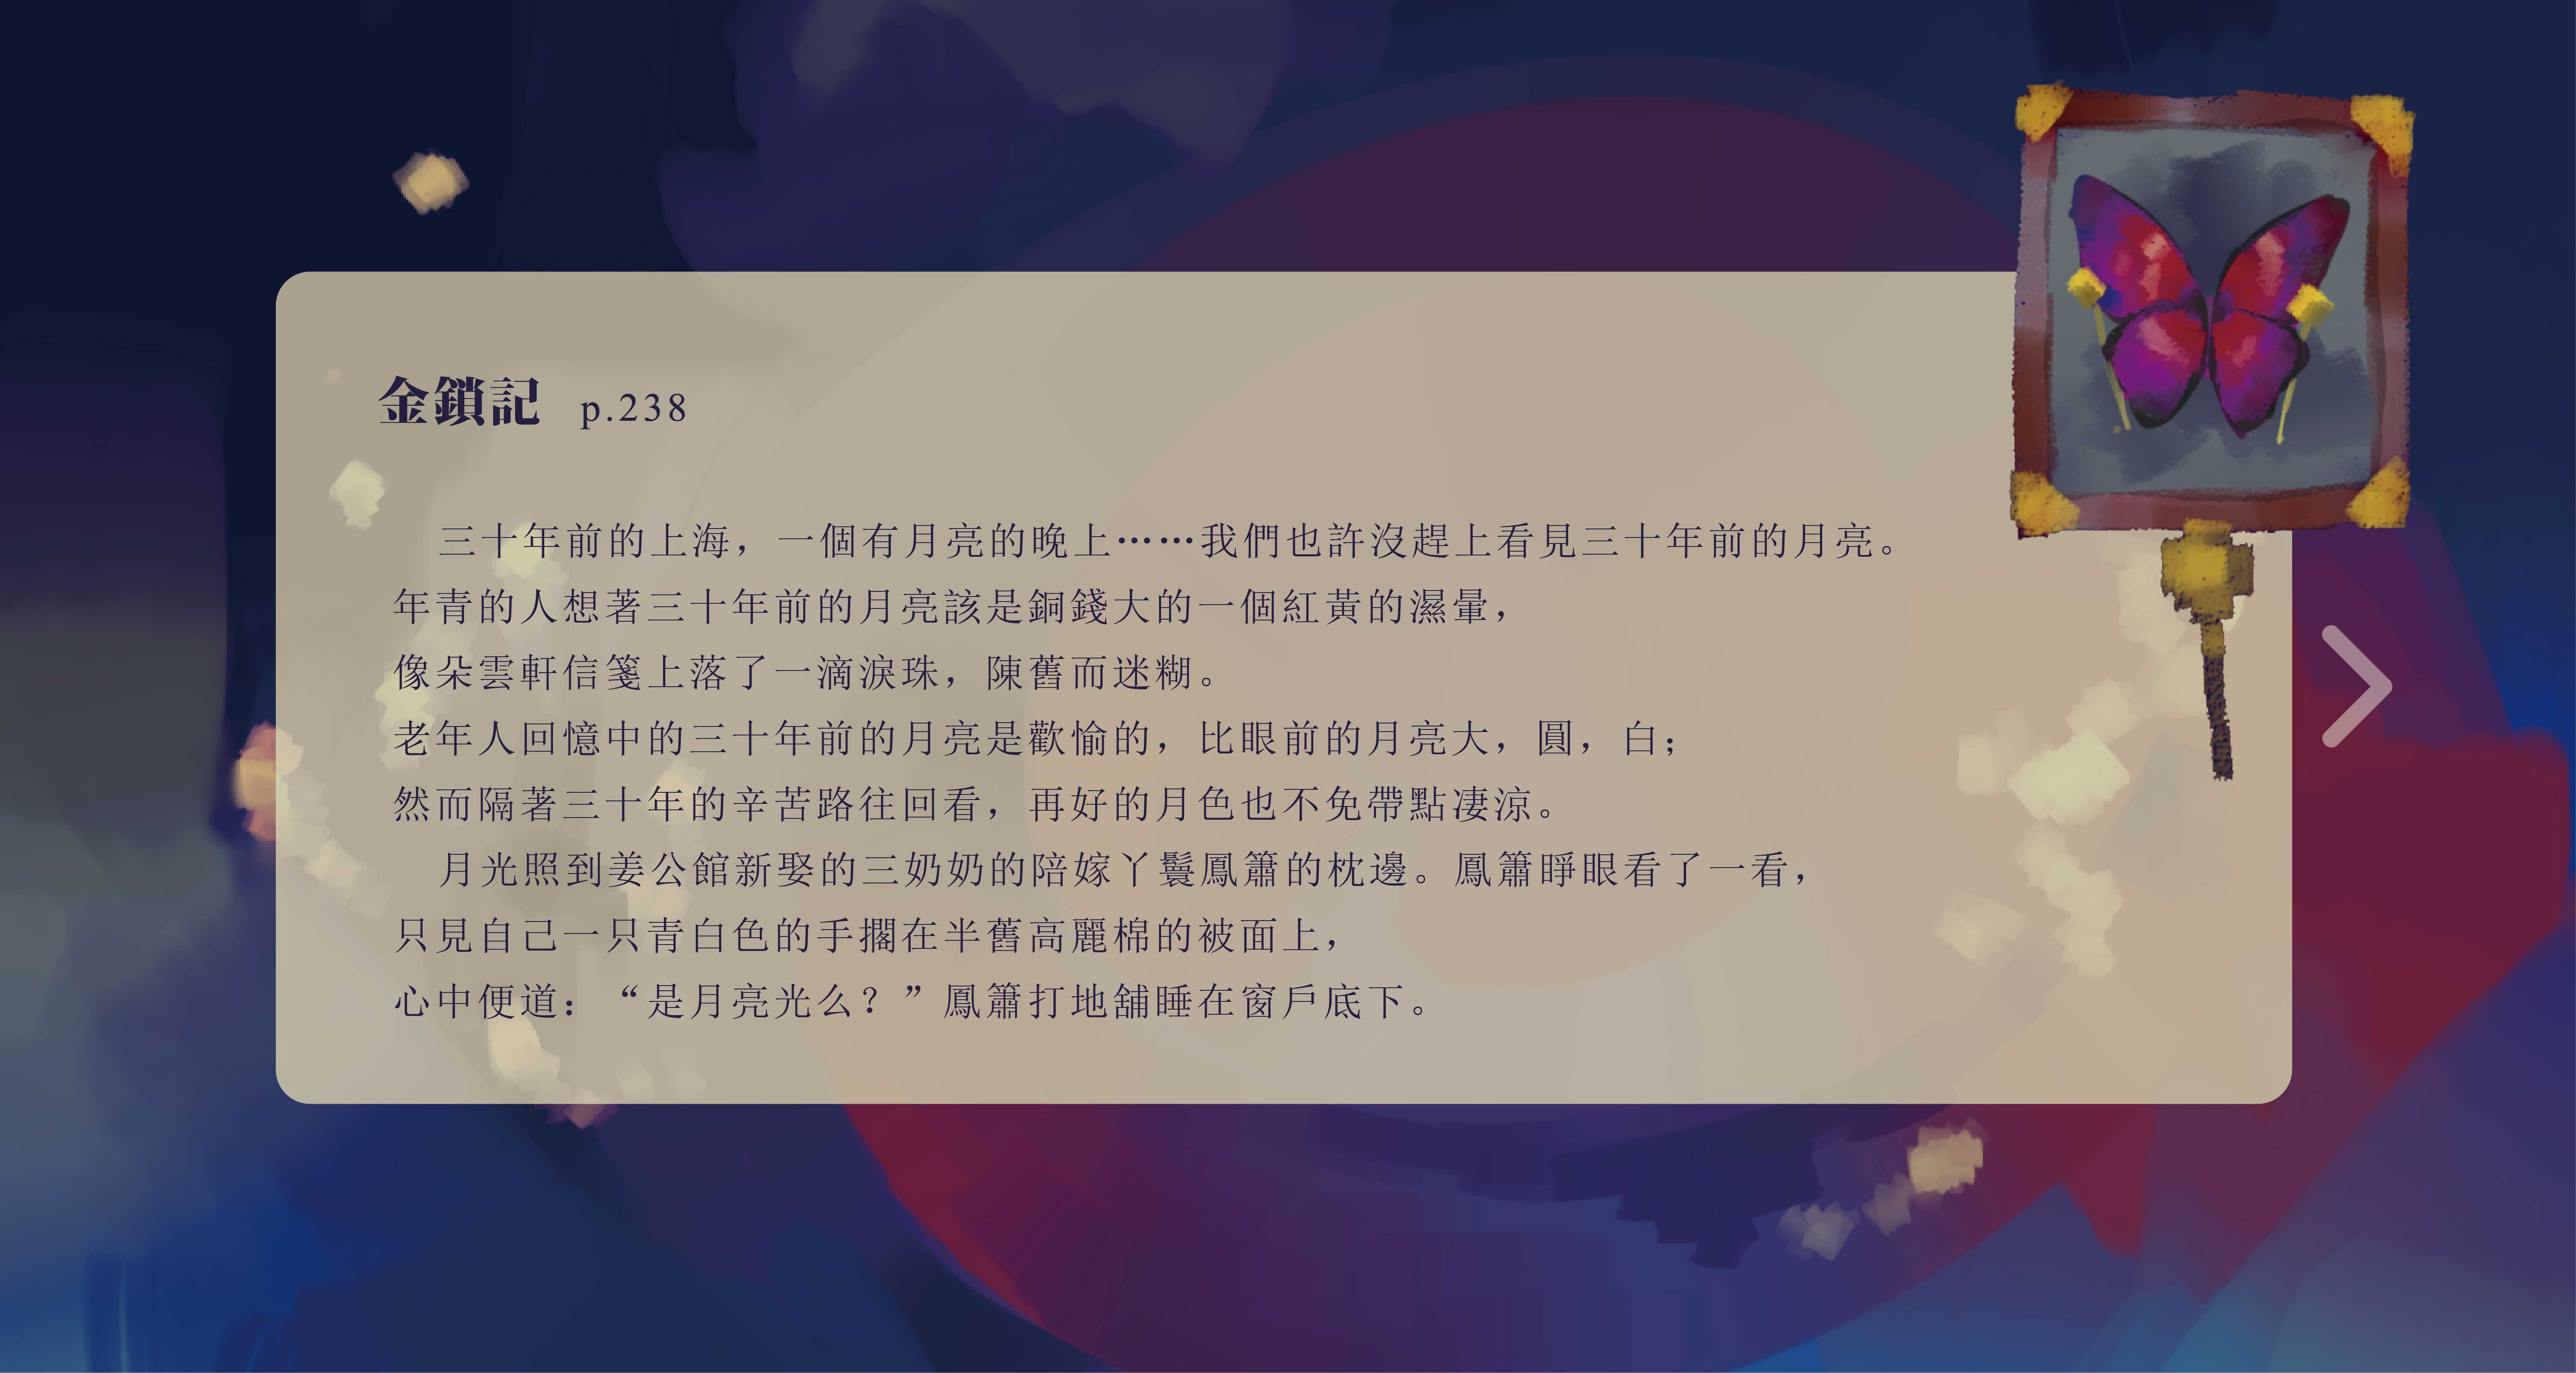 金鎖記 p.238
三十年前的上海，一個有月亮的晚上……我們也許沒趕上看見三十年前的月亮。
年青的人想著三十年前的月亮該是銅錢大的一個紅黃的濕暈，
像朵雲軒信箋上落了一滴淚珠，陳舊而迷糊。
老年人回憶中的三十年前的月亮是歡愉的，比眼前的月亮大，圓，白；
然而隔著三十年的辛苦路往回看，再好的月色也不免帶點凄涼。
月光照到姜公館新娶的三奶奶的陪嫁丫鬟鳳簫的枕邊。鳳簫睜眼看了一看，
只見自己一只青白色的手擱在半舊高麗棉的被面上，
心中便道：“是月亮光么？”鳳簫打地舖睡在窗戶底下。